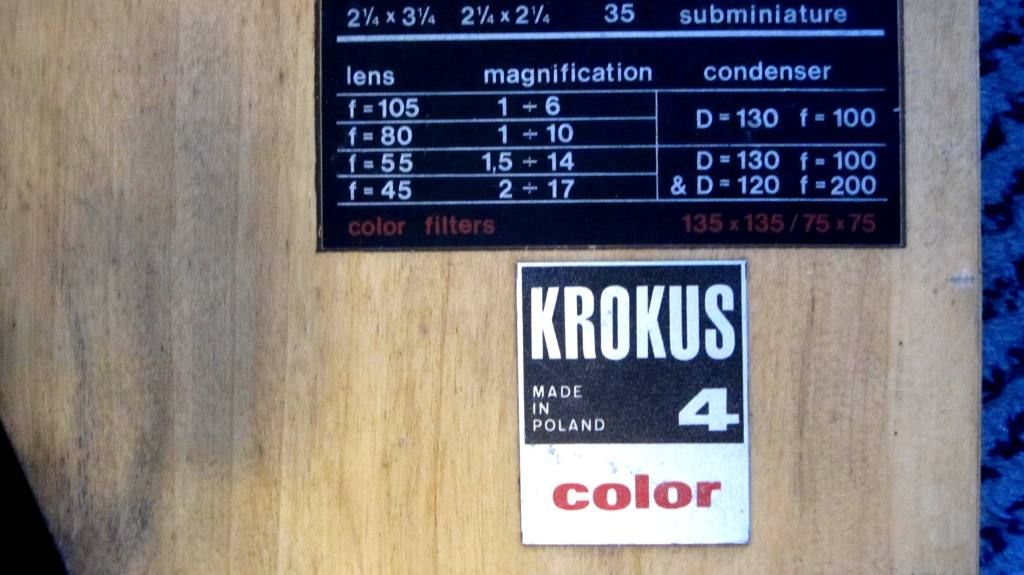 2¼ x 3¼ 2¼ x 2¼ 35 subminiature
lens magnification condenser
f = 105 1 ÷ 6 D = 130 f = 100
f = 80 1 ÷ 10
f = 55 1,5 ÷ 14 D = 130 f = 100
f = 45 2 ÷ 17 & D = 120 f = 200
color filters 135 x 135 / 75 x 75
KROKUS
MADE
IN
POLAND
4
color